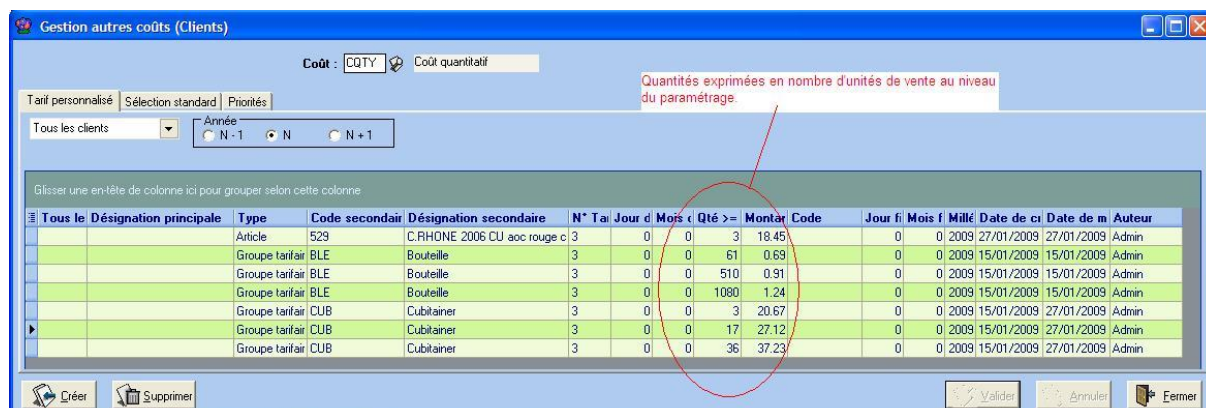 Gestion autres coûts (Clients)
Coût : CQTY Coût quantitatif
Quantités exprimées en nombre d'unités de vente au niveau
du paramétrage.
Tarif personnalisé Sélection standard Priorités
Tous les clients Année N - 1 N N + 1
Glisser une en-tête de colonne ici pour grouper selon cette colonne
Tous le Désignation principale Type Code secondair Désignation secondaire N° Ta Jour d Mois d Qté >= Montar Code Jour fi Mois f Millé Date de cr Date de m Auteur
Article 529 C.RHONE 2006 CU aoc rouge c 3 0 0 3 18.45 0 0 2009 27/01/2009 27/01/2009 Admin
Groupe tarifair BLE Bouteille 3 0 0 61 0.69 0 0 2009 15/01/2009 15/01/2009 Admin
Groupe tarifair BLE Bouteille 3 0 0 510 0.91 0 0 2009 15/01/2009 15/01/2009 Admin
Groupe tarifair BLE Bouteille 3 0 0 1080 1.24 0 0 2009 15/01/2009 15/01/2009 Admin
Groupe tarifair CUB Cubitainer 3 0 0 3 20.67 0 0 2009 15/01/2009 27/01/2009 Admin
Groupe tarifair CUB Cubitainer 3 0 0 17 27.12 0 0 2009 15/01/2009 27/01/2009 Admin
Groupe tarifair CUB Cubitainer 3 0 0 36 37.23 0 0 2009 15/01/2009 27/01/2009 Admin
Créer Supprimer Valider Annuler Fermer